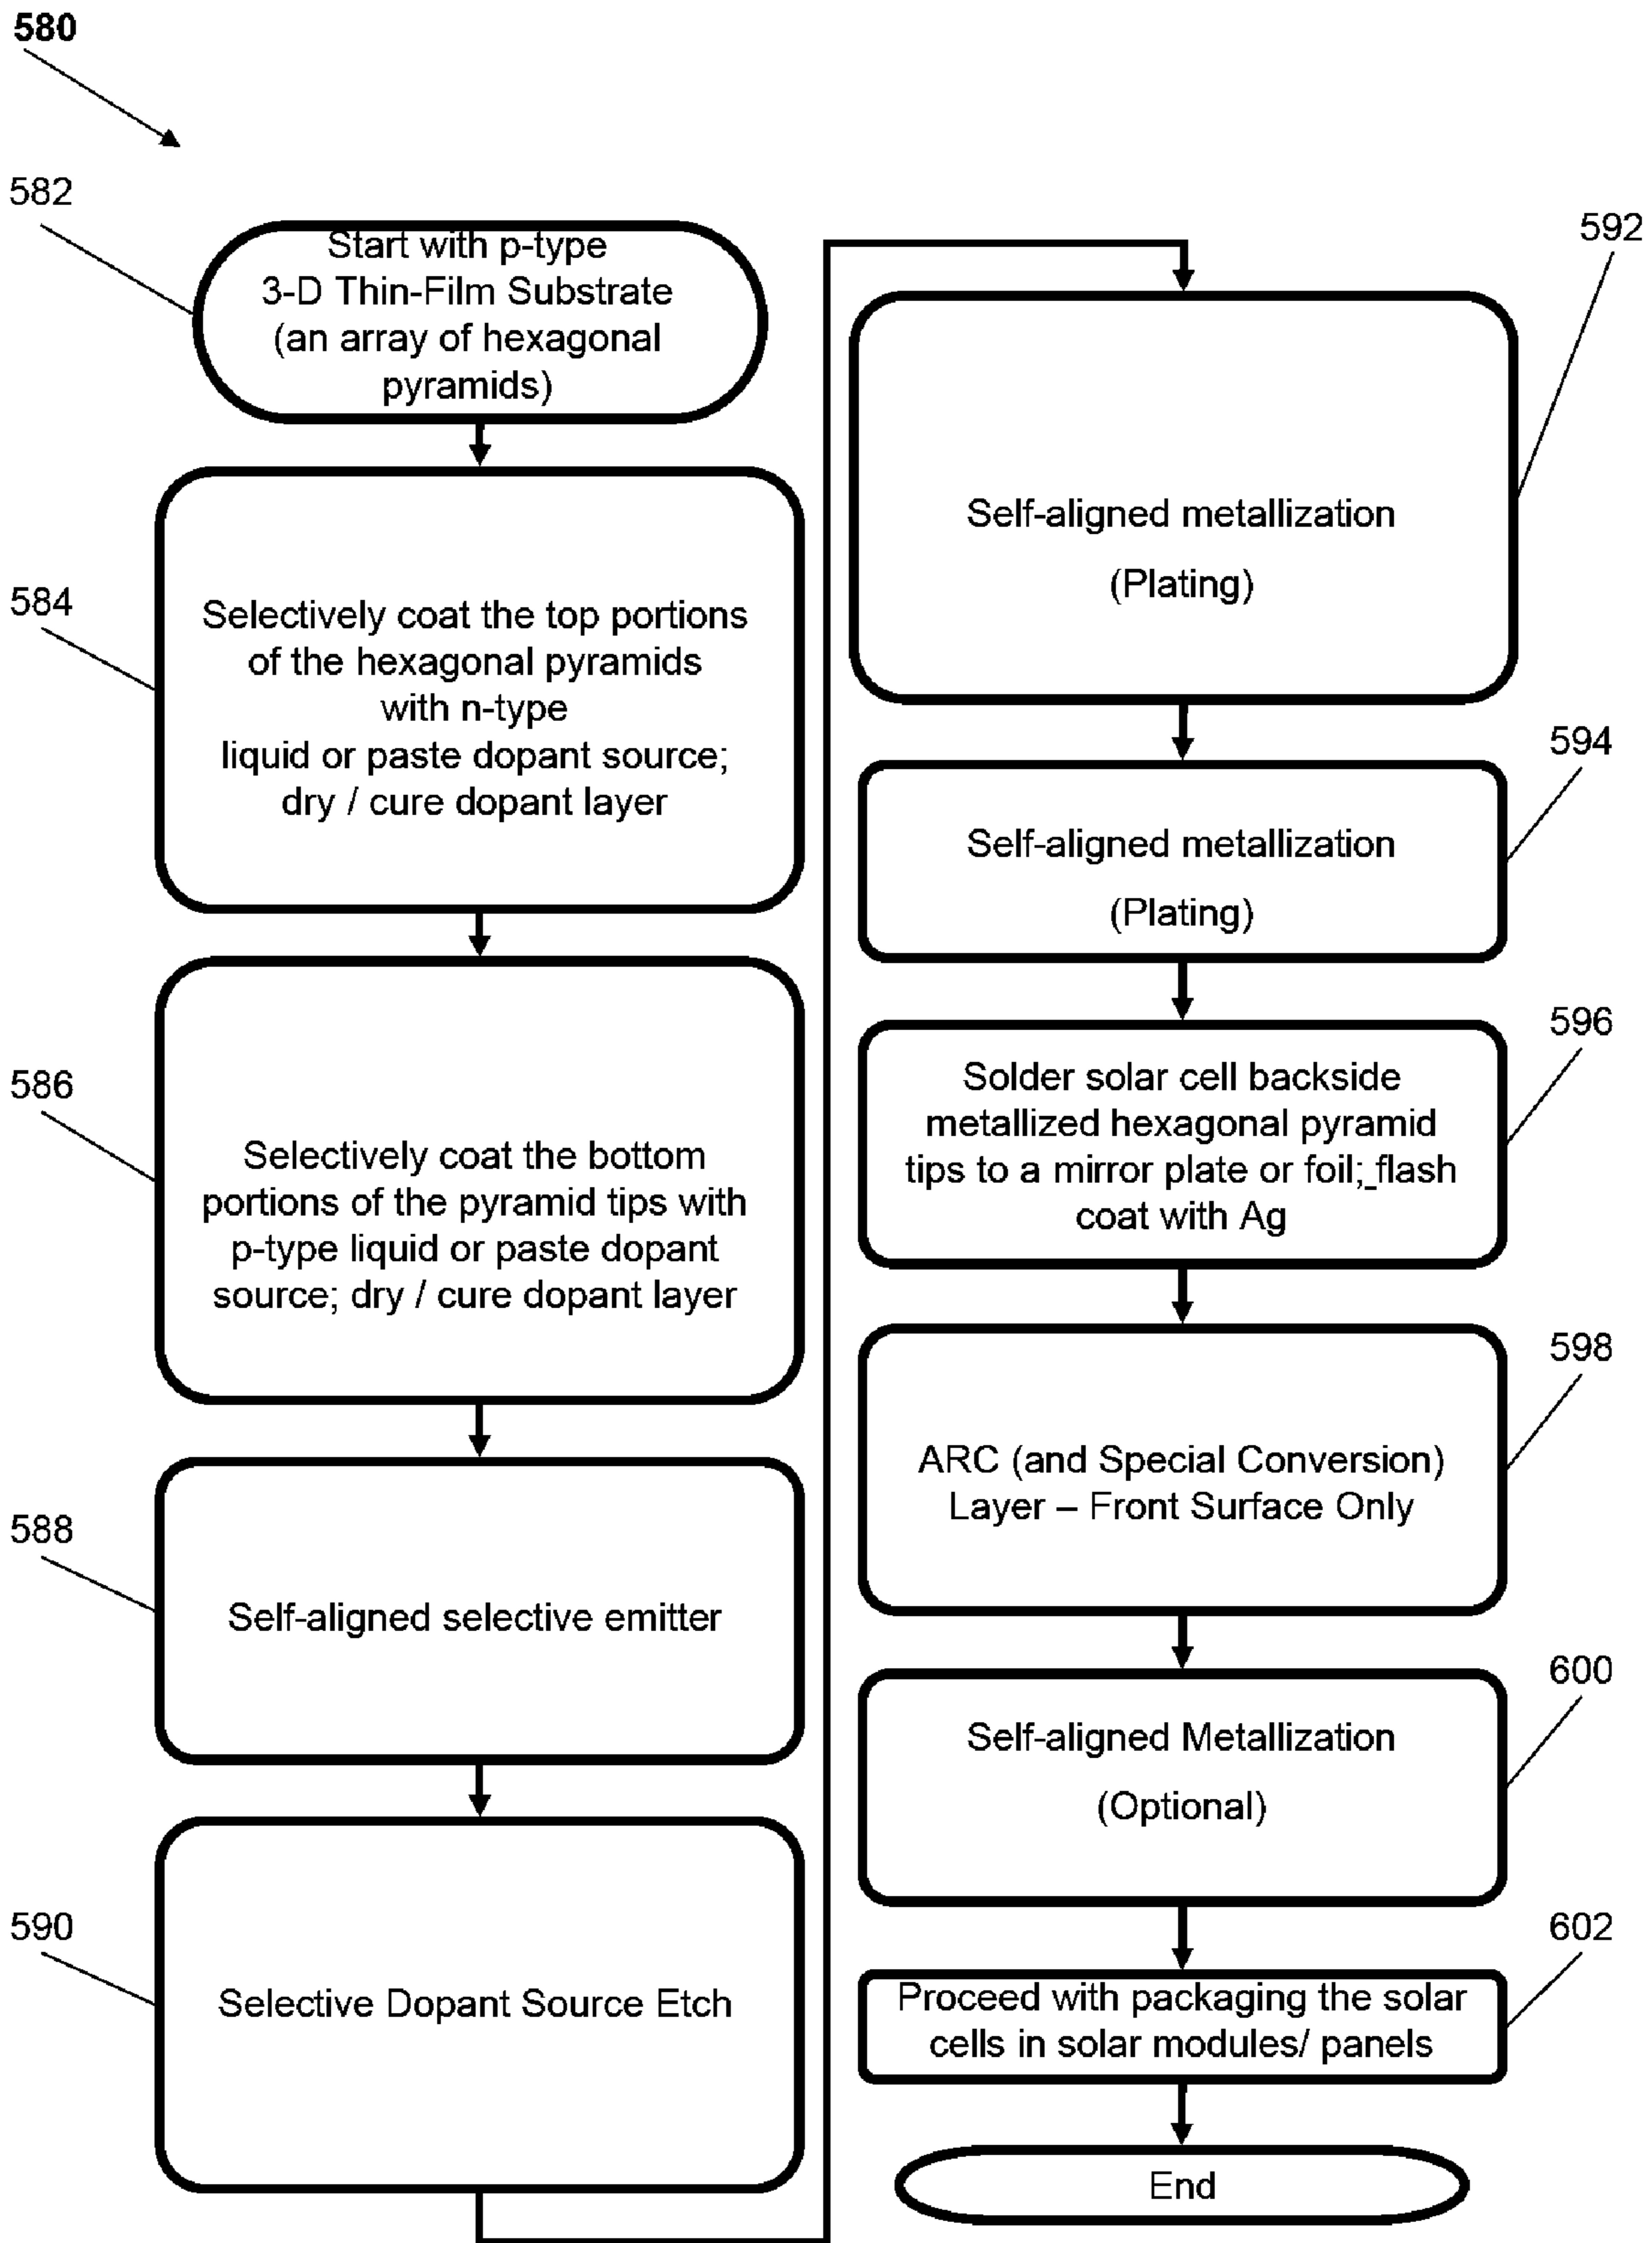 580
582
Start with p-type
3-D Thin-Film Substrate
(an array of hexagonal
pyramids)
584
Selectively coat the top portions
of the hexagonal pyramids
with n-type
liquid or paste dopant source;
dry / cure dopant layer
586
Selectively coat the bottom
portions of the pyramid tips with
p-type liquid or paste dopant
source; dry / cure dopant layer
588
Self-aligned selective emitter
590
Selective Dopant Source Etch
592
Self-aligned metallization
(Plating)
594
Self-aligned metallization
(Plating)
596
Solder solar cell backside
metallized hexagonal pyramid
tips to a mirror plate or foil; flash
coat with Ag
598
ARC (and Special Conversion)
Layer – Front Surface Only
600
Self-aligned Metallization
(Optional)
602
Proceed with packaging the solar
cells in solar modules/ panels
End